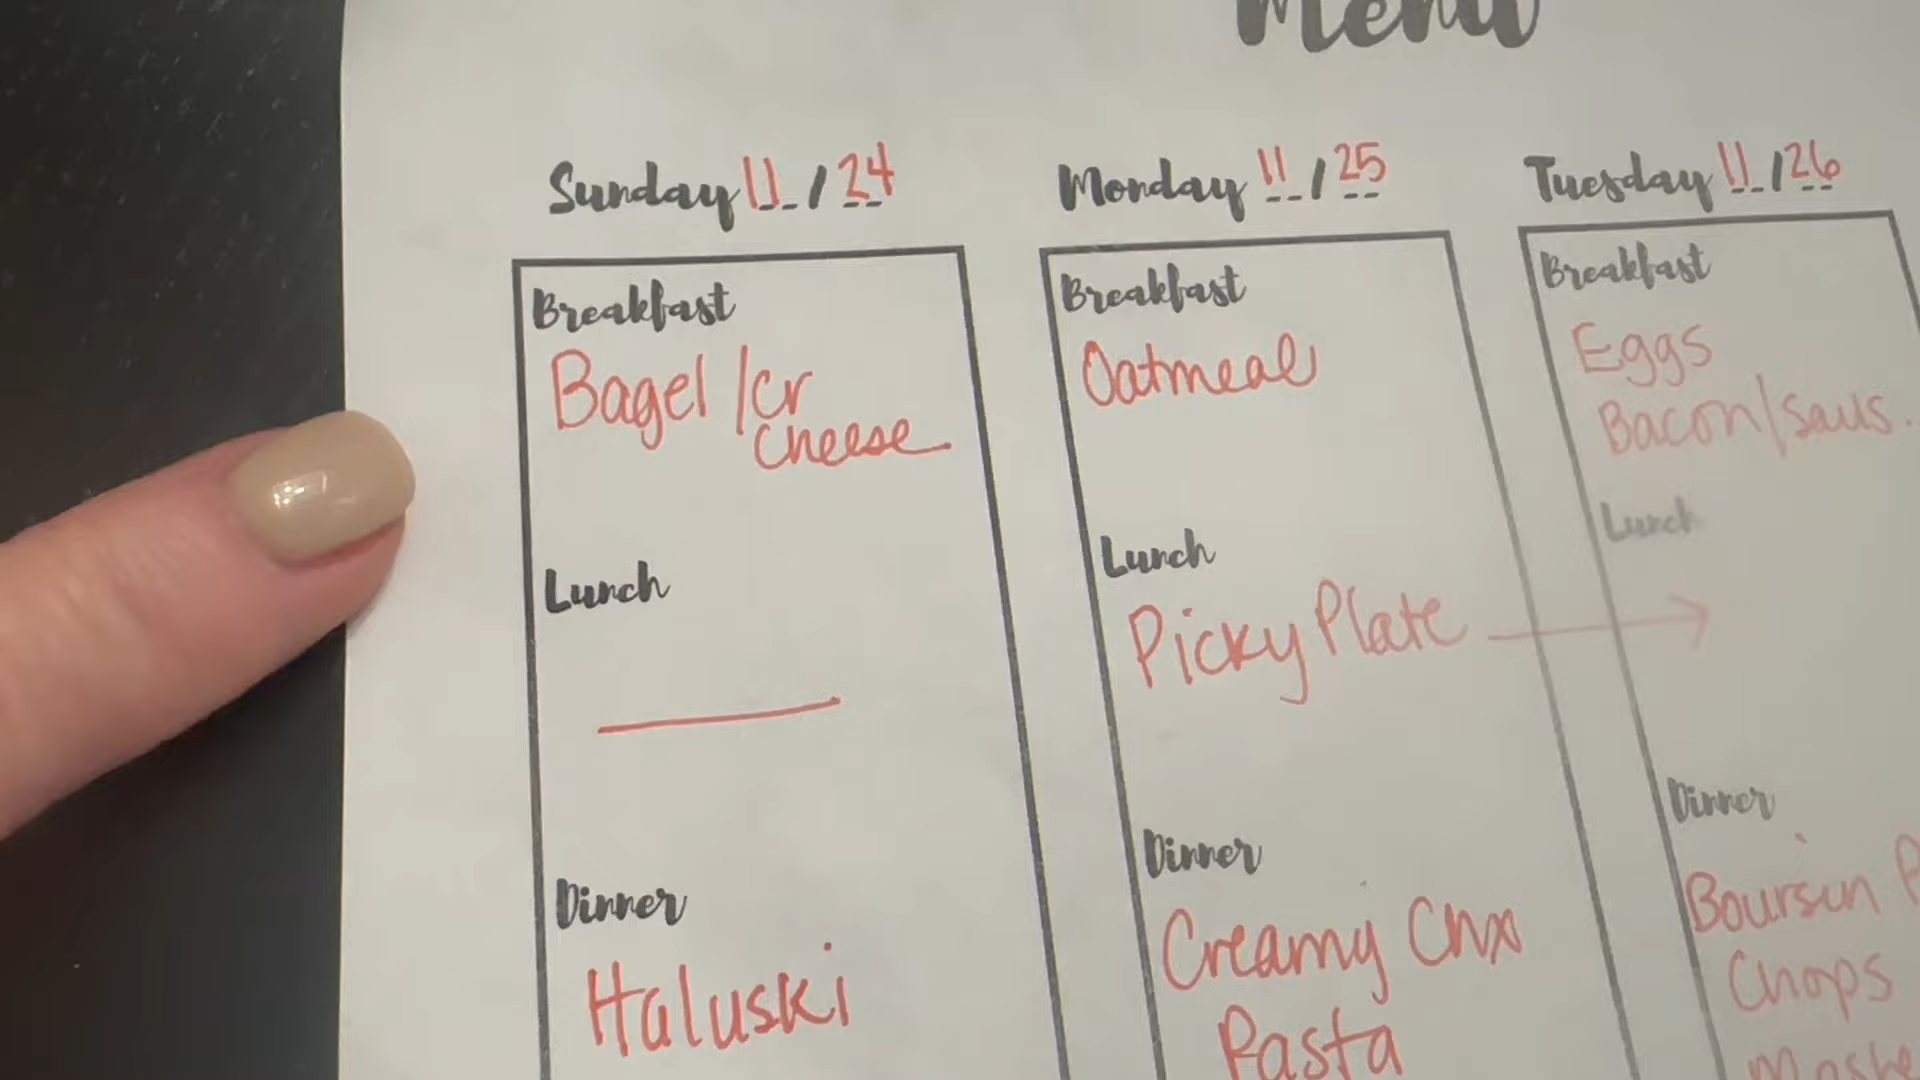 Menu
Sunday 11/24
Breakfast
Bagel/cr
cheese
Lunch
Dinner
Haluski
Monday 11/25
Breakfast
Oatmeal
Lunch
Picky Plate
Dinner
Creamy Chx
Pasta
Tuesday 11/26
Breakfast
Eggs
Bacon/saus.
Lunch
Dinner
Boursin
Chops